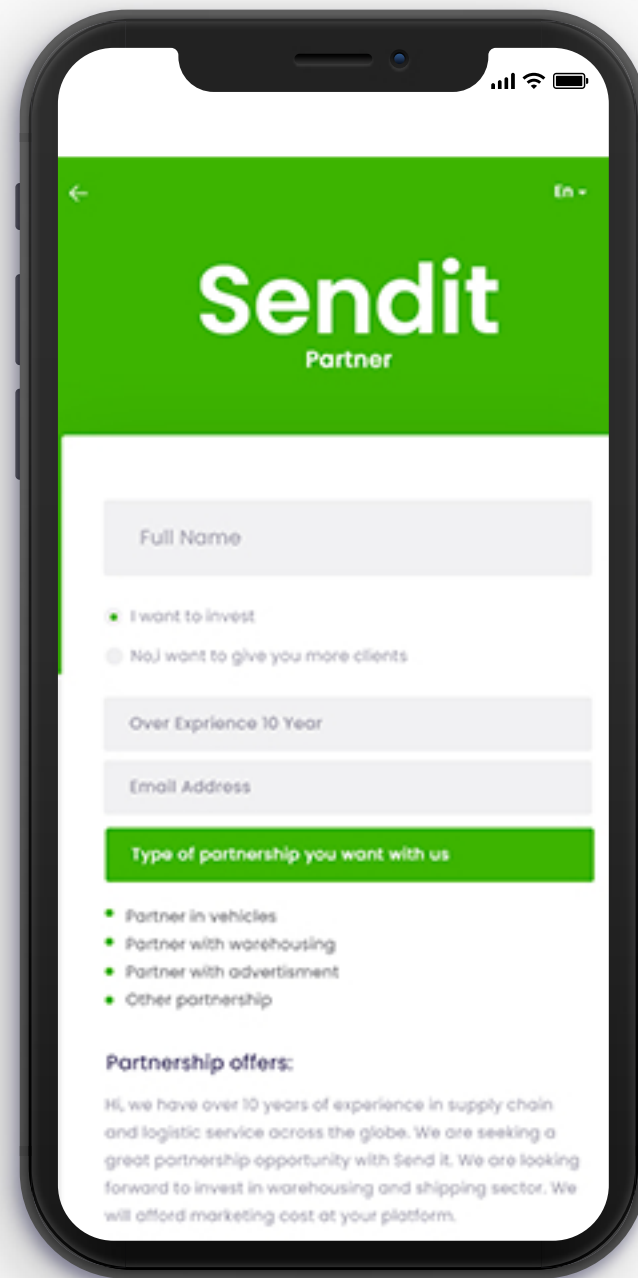 En
Sendit
Partner
Full Name
I want to invest
No,i want to give you more clients
Over Exprience 10 Year
Email Address
Type of partnership you want with us
Partner in vehicles
Partner with warehousing
Partner with advertisment
Other partnership
Partnership offers:
Hi, we have over 10 years of experience in supply chain
and logistic service across the globe. We are seeking a
great partnership opportunity with Send it. We are looking
forward to invest in warehousing and shipping sector. We
will afford marketing cost at your platform.